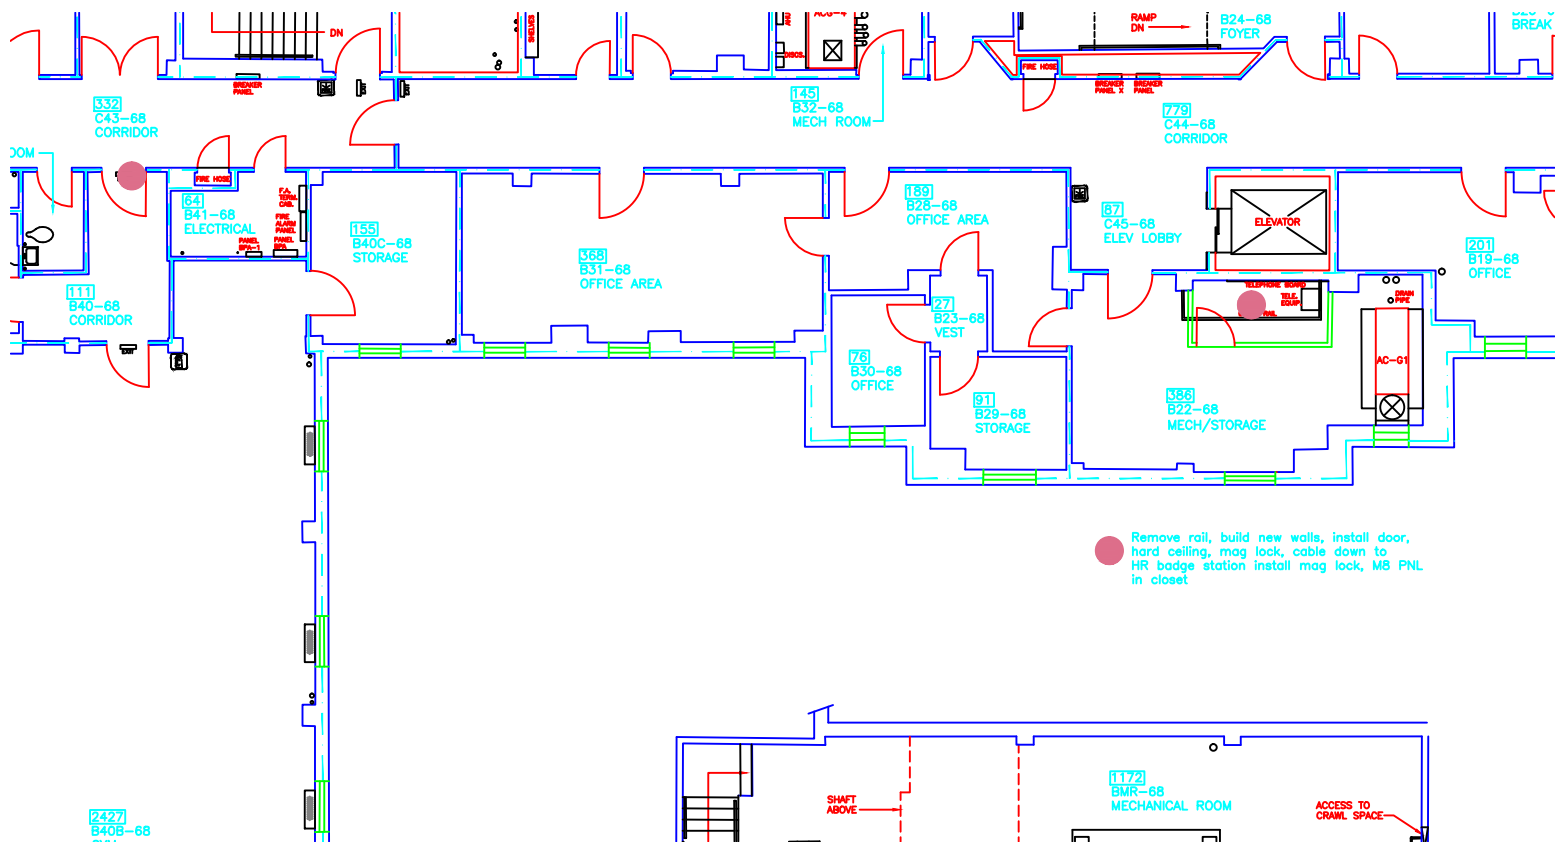 DN
SHELVES
ACG-4
DISCS.
RAMP
DN
B24-68
FOYER
BREAK
332
C43-68
CORRIDOR
BREAKER
PANEL
EXIT
EXIT
145
B32-68
MECH ROOM
FIRE HOSE
BREAKER
PANEL X
BREAKER
PANEL
779
C44-68
CORRIDOR
OOM
FIRE HOSE
64
B41-68
ELECTRICAL
F.A.
TERM.
CAB.
FIRE
ALARM
PANEL
PANEL
BPA-1
PANEL
BPA
155
B40C-68
STORAGE
368
B31-68
OFFICE AREA
189
B28-68
OFFICE AREA
87
C45-68
ELEV LOBBY
ELEVATOR
201
B19-68
OFFICE
111
B40-68
CORRIDOR
EXIT
27
B23-68
VEST
TELEPHONE BOARD
TELE.
EQUIP.
RAIL
DRAIN
PIPE
AC-G1
76
B30-68
OFFICE
91
B29-68
STORAGE
386
B22-68
MECH/STORAGE
Remove rail, build new walls, install door,
hard ceiling, mag lock, cable down to
HR badge station install mag lock, M8 PNL
in closet
SHAFT
ABOVE
1172
BMR-68
MECHANICAL ROOM
ACCESS TO
CRAWL SPACE
2427
B40B-68